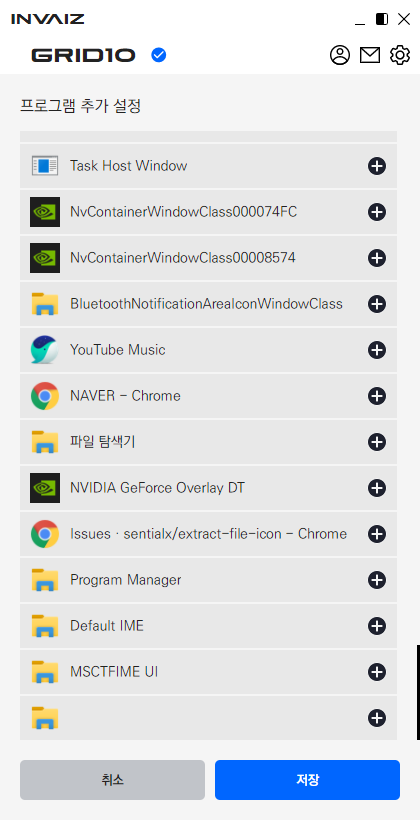 INVAIZ
GRID10
프로그램 추가 설정
Task Host Window
NvContainerWindowClass000074FC
NvContainerWindowClass00008574
BluetoothNotificationAreaIconWindowClass
YouTube Music
NAVER - Chrome
파일 탐색기
NVIDIA GeForce Overlay DT
Issues · sentialx/extract-file-icon - Chrome
Program Manager
Default IME
MSCTFIME UI
취소
저장